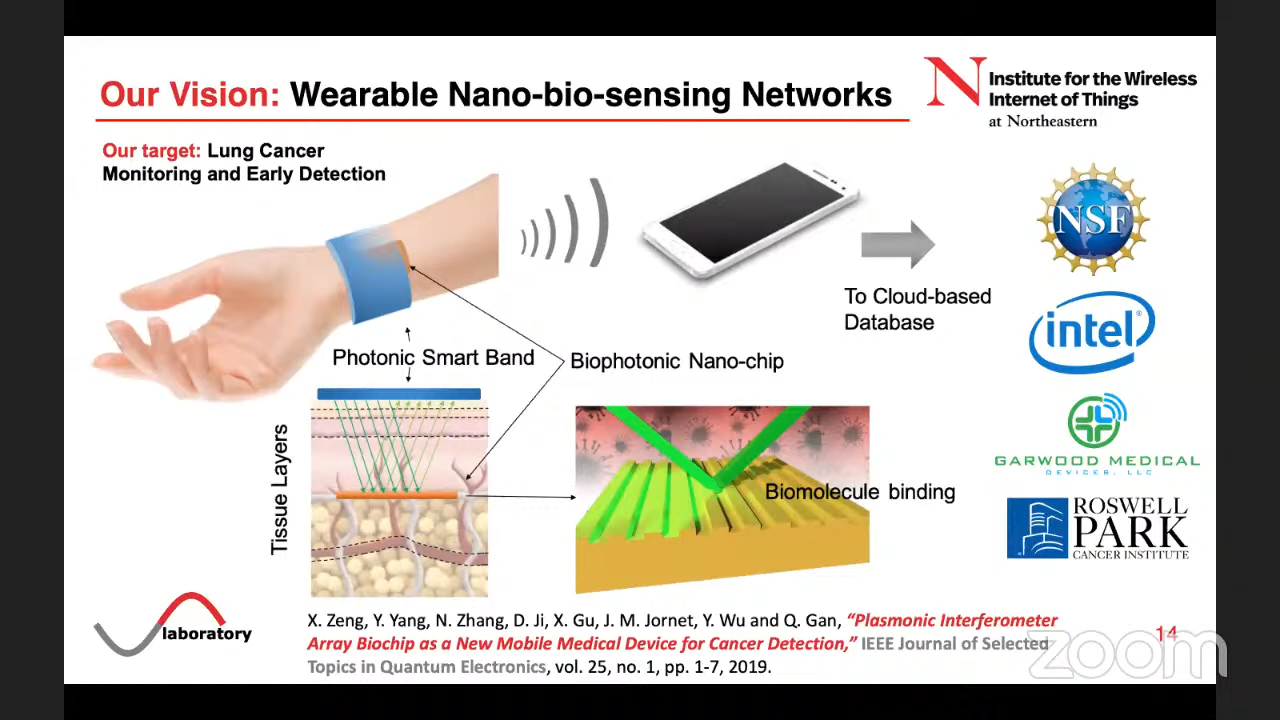 Our Vision: Wearable Nano-bio-sensing Networks
N Institute for the Wireless
Internet of Things
at Northeastern
Our target: Lung Cancer
Monitoring and Early Detection
NSF
To Cloud-based
Database
intel®
Photonic Smart Band
Biophotonic Nano-chip
Tissue Layers
GARWOOD MEDICAL
DEVICES, LLC
Biomolecule binding
ROSWELL
PARK
CANCER INSTITUTE
laboratory
X. Zeng, Y. Yang, N. Zhang, D. Ji, X. Gu, J. M. Jornet, Y. Wu and Q. Gan, “Plasmonic Interferometer
Array Biochip as a New Mobile Medical Device for Cancer Detection,” IEEE Journal of Selected
Topics in Quantum Electronics, vol. 25, no. 1, pp. 1-7, 2019.
14
zoom